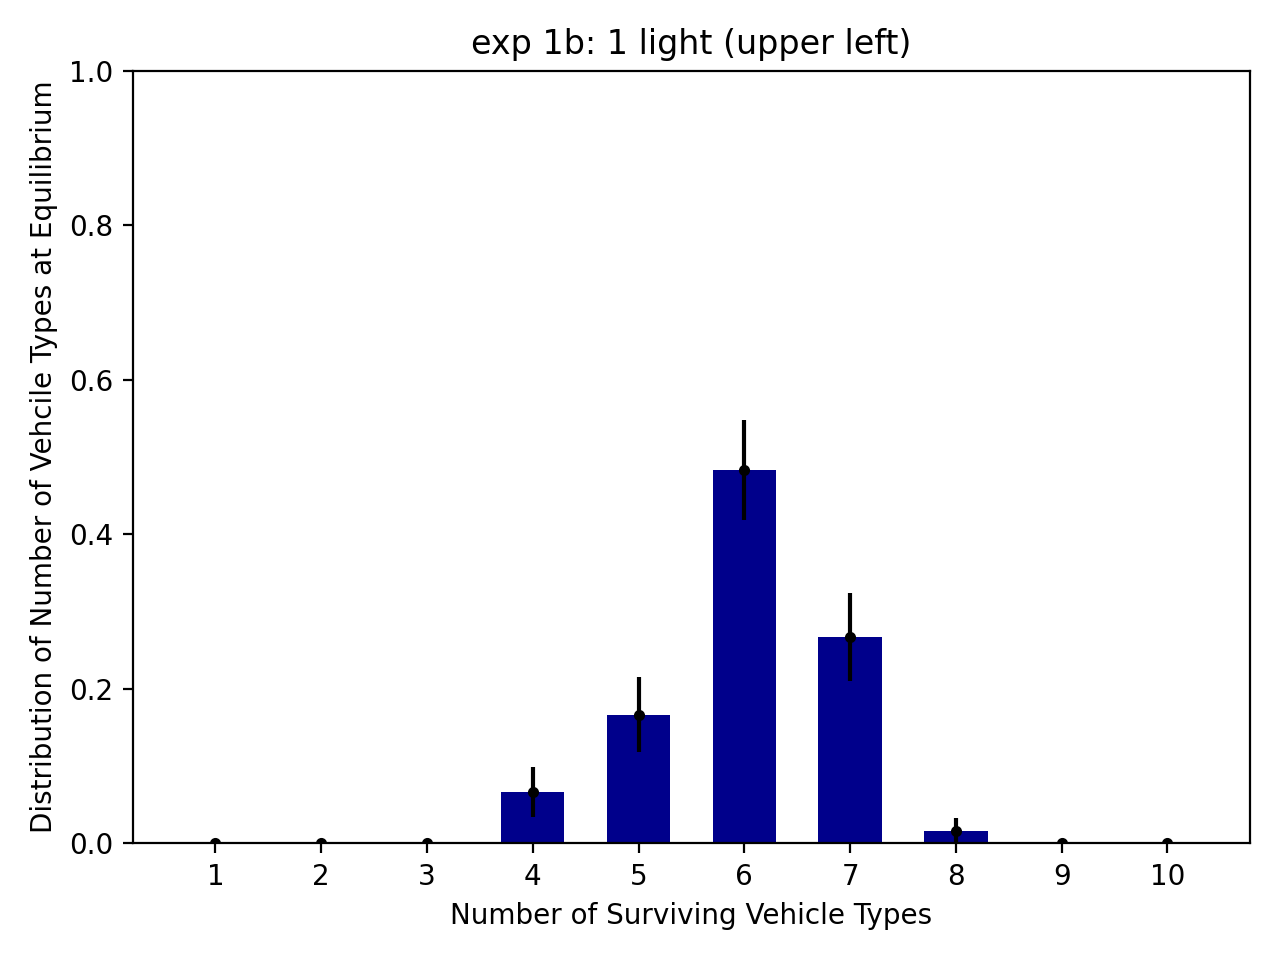 exp 1b: 1 light (upper left)
Distribution of Number of Vehcile Types at Equilibrium
1.0
0.8
0.6
0.4
0.2
0.0
1 2 3 4 5 6 7 8 9 10
Number of Surviving Vehicle Types